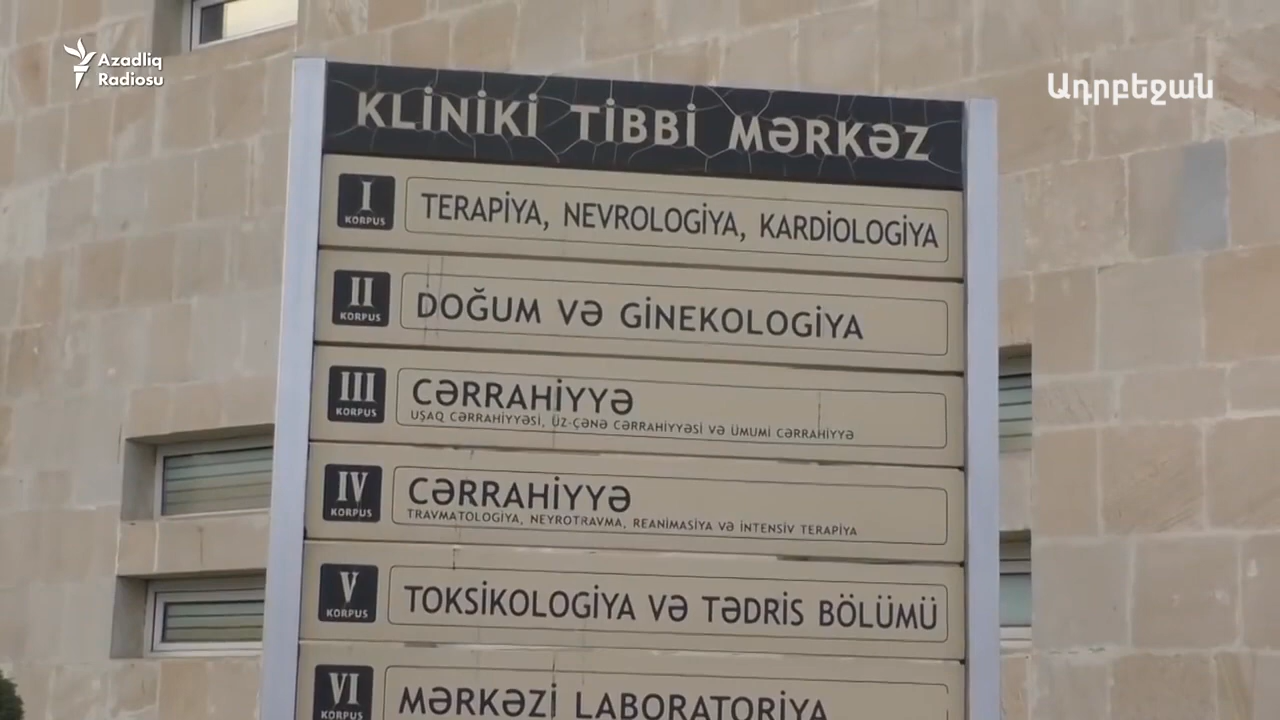 Azadlıq
Radiosu
Ադրբեջան
KLİNİKİ TİBBİ MƏRKƏZ
I
KORPUS
TERAPİYA, NEVROLOGİYA, KARDİOLOGİYA
II
KORPUS
DOĞUM VƏ GİNEKOLOGİYA
III
KORPUS
CƏRRAHİYYƏ
UŞAQ CƏRRAHİYYƏSİ, ÜZ-ÇƏNƏ CƏRRAHİYYƏSİ VƏ ÜMUMİ CƏRRAHİYYƏ
IV
KORPUS
CƏRRAHİYYƏ
TRAVMATOLOGİYA, NEYROTRAVMA, REANİMASİYA VƏ İNTENSİV TERAPİYA
V
KORPUS
TOKSİKOLOGİYA VƏ TƏDRİS BÖLÜMÜ
VI
KORPUS
MƏRKƏZİ LABORATORİYA